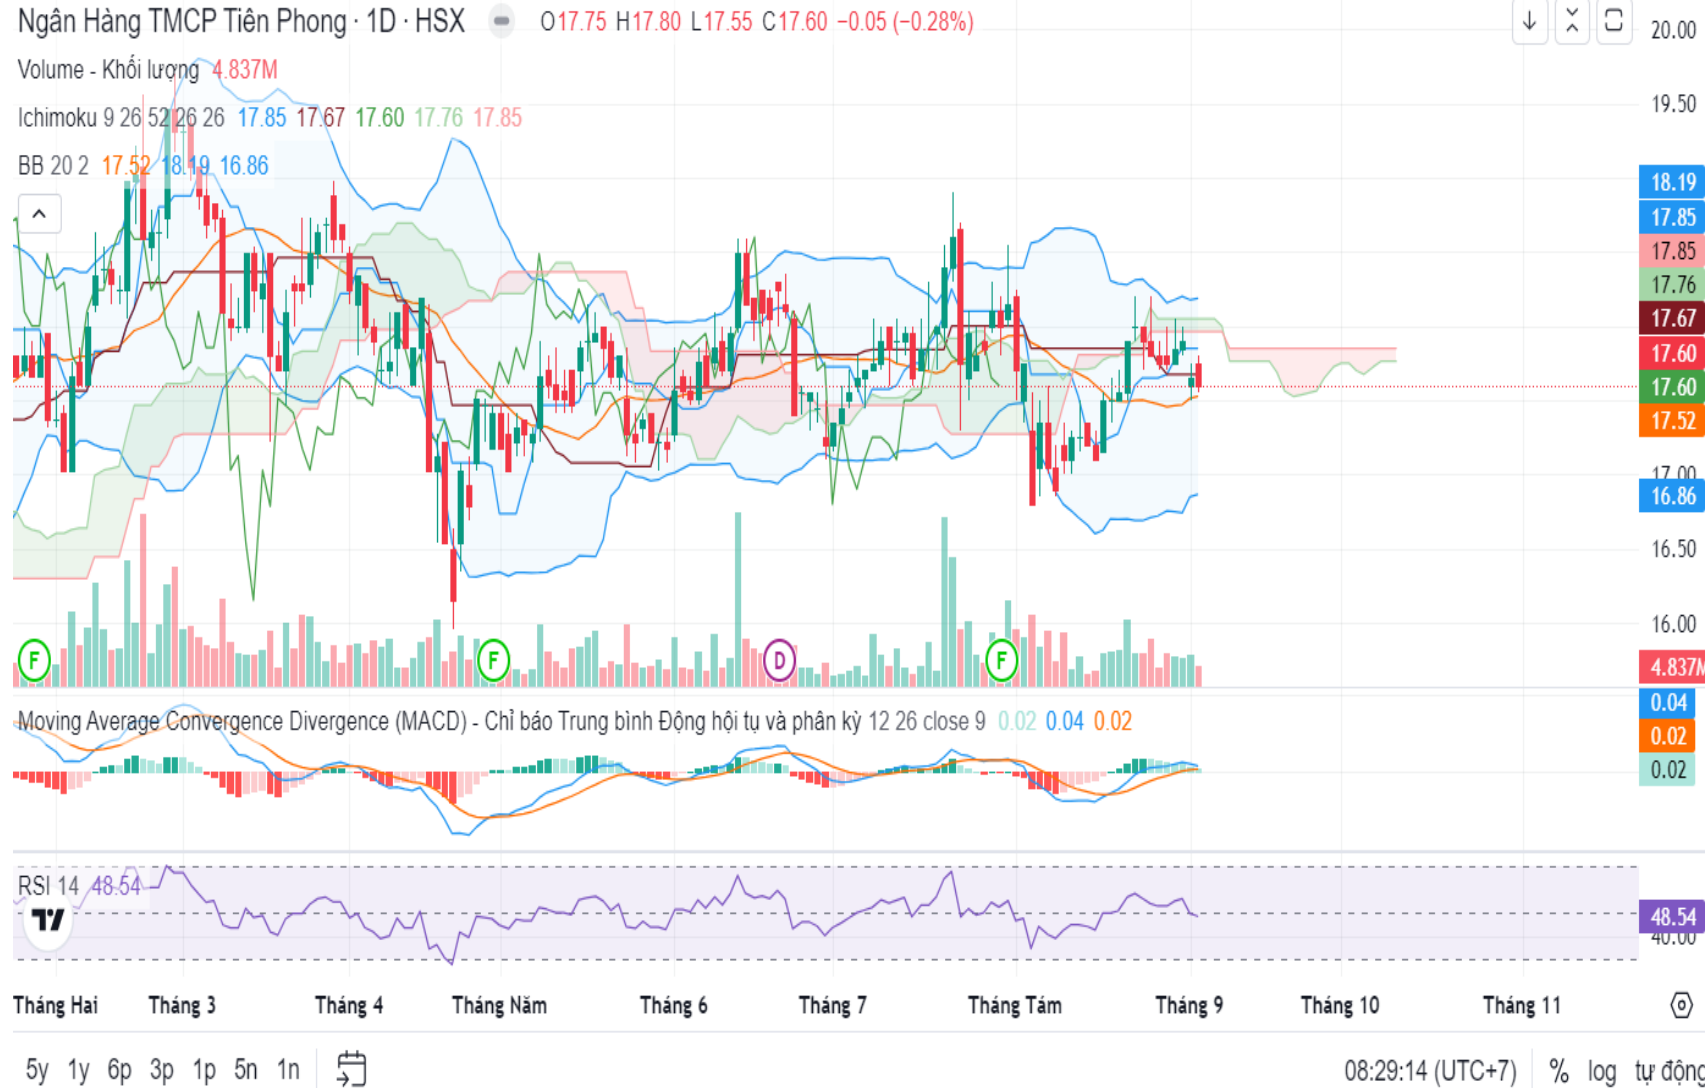 Ngân Hàng TMCP Tiên Phong · 1D · HSX O17.75 H17.80 L17.55 C17.60 −0.05 (−0.28%)
Volume - Khối lượng 4.837M
Ichimoku 9 26 52 26 26 17.85 17.67 17.60 17.76 17.85
BB 20 2 17.52 18.19 16.86
20.00
19.50
18.19
17.85
17.85
17.76
17.67
17.60
17.60
17.52
17.00
16.86
16.50
16.00
4.837M
F F D F
Moving Average Convergence Divergence (MACD) - Chỉ báo Trung bình Động hội tụ và phân kỳ 12 26 close 9 0.02 0.04 0.02
0.04
0.02
0.02
RSI 14 48.54
48.54
40.00
Tháng Hai Tháng 3 Tháng 4 Tháng Năm Tháng 6 Tháng 7 Tháng Tám Tháng 9 Tháng 10 Tháng 11
5y 1y 6p 3p 1p 5n 1n 08:29:14 (UTC+7) % log tự động